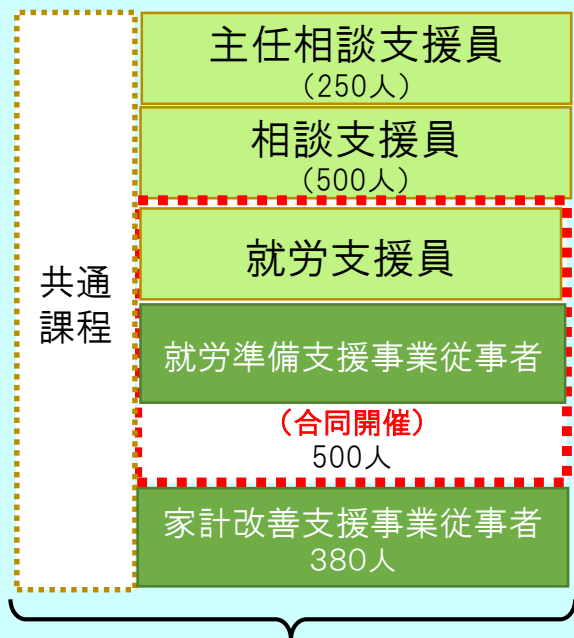 共通
課程
主任相談支援員
（250人）
相談支援員
（500人）
就労支援員
就労準備支援事業従事者
（合同開催）
500人
家計改善支援事業従事者
380人